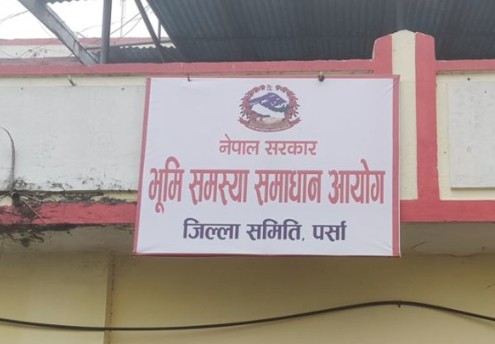 नेपाल सरकार
भूमि समस्या समाधान आयोग
जिल्ला समिति, पर्सा